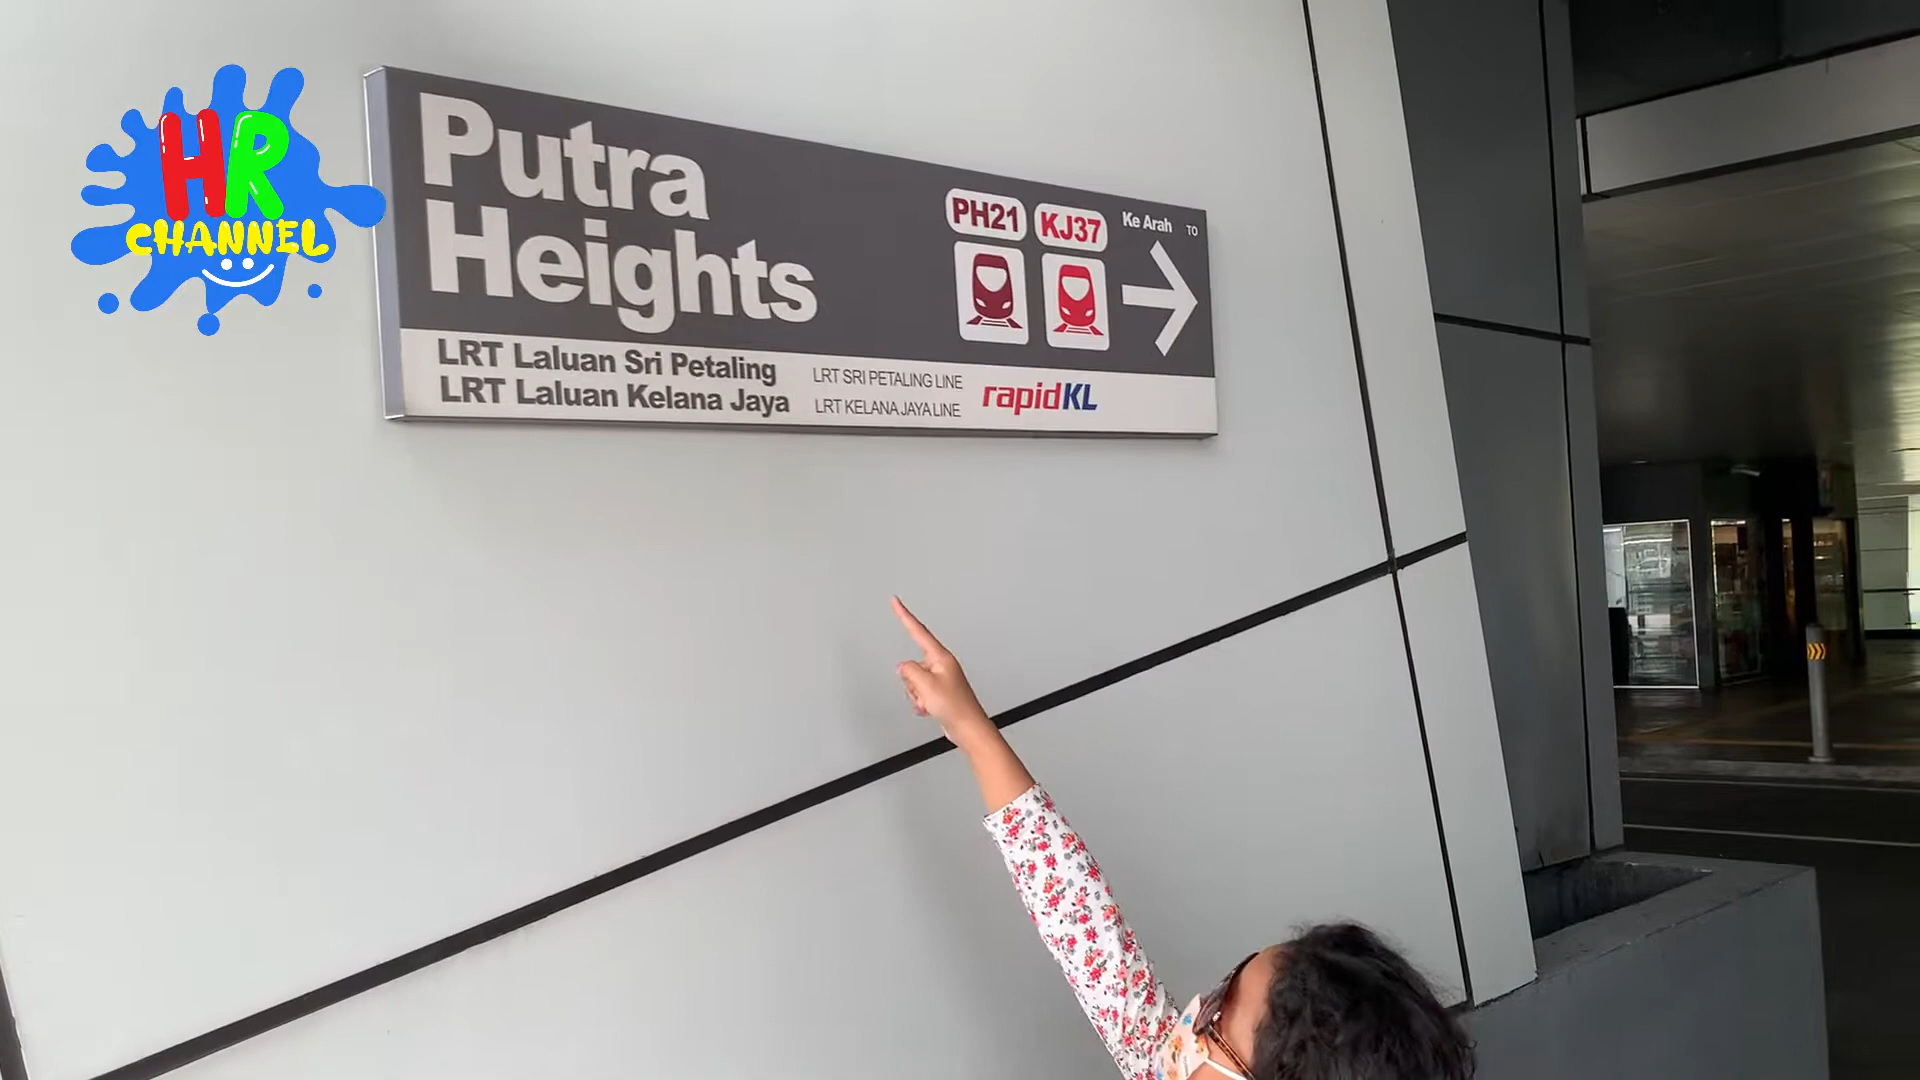 HR
CHANNEL
Putra
Heights
PH21 KJ37 Ke Arah TO
LRT Laluan Sri Petaling LRT SRI PETALING LINE
LRT Laluan Kelana Jaya LRT KELANA JAYA LINE
rapidKL